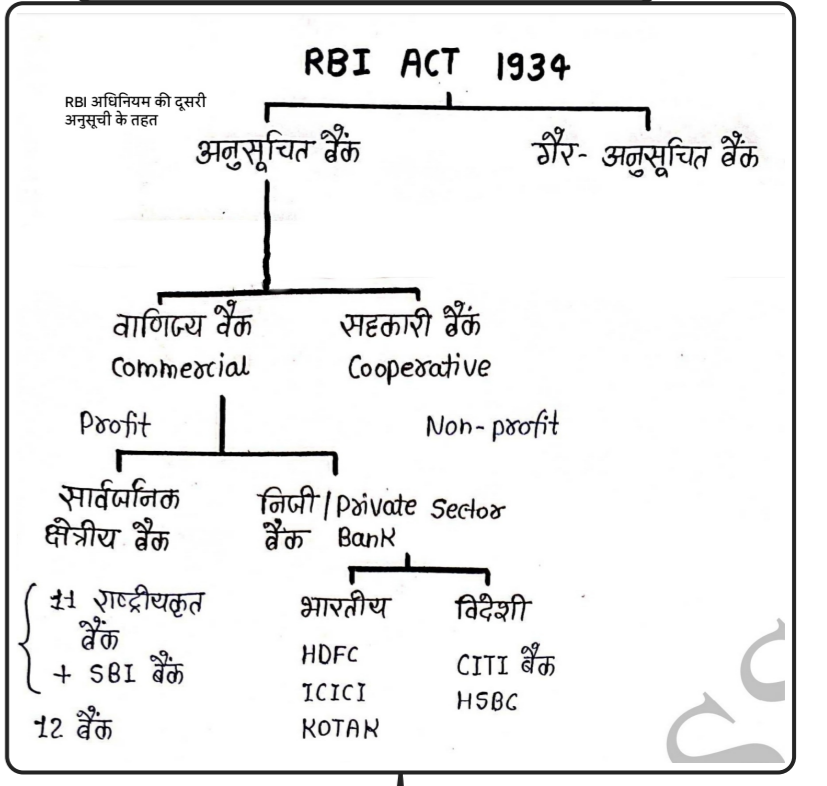 RBI ACT 1934
RBI अधिनियम की दूसरी
अनुसूची के तहत
अनुसूचित बैंक
गैर- अनुसूचित बैंक
वाणिज्य बैंक
Commercial
सहकारी बैंक
Cooperative
Profit
Non-profit
सार्वजनिक
क्षेत्रीय बैंक
निजी / Private Sector
बैंक Bank
11 राष्ट्रीयकृत
बैंक
+ SBI बैंक
12 बैंक
भारतीय
HDFC
ICICI
KOTAK
विदेशी
CITI बैंक
HSBC